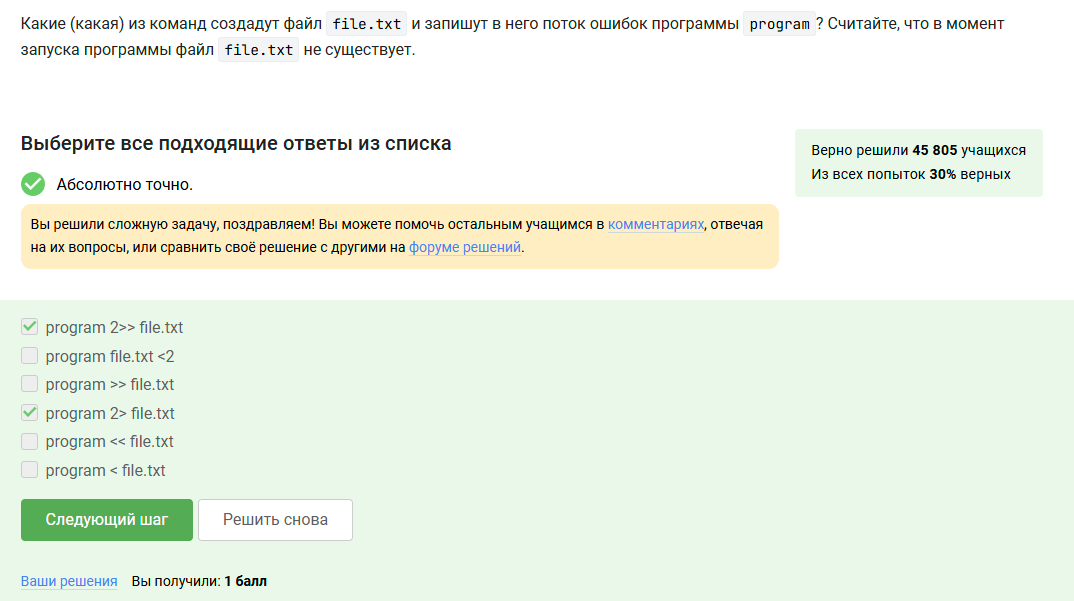 Какие (какая) из команд создадут файл file.txt и запишут в него поток ошибок программы program? Считайте, что в момент
запуска программы файл file.txt не существует.
Выберите все подходящие ответы из списка
Верно решили 45 805 учащихся
Из всех попыток 30% верных
Абсолютно точно.
Вы решили сложную задачу, поздравляем! Вы можете помочь остальным учащимся в комментариях, отвечая
на их вопросы, или сравнить своё решение с другими на форуме решений.
program 2>> file.txt
program file.txt <2
program >> file.txt
program 2> file.txt
program << file.txt
program < file.txt
Следующий шаг
Решить снова
Ваши решения Вы получили: 1 балл